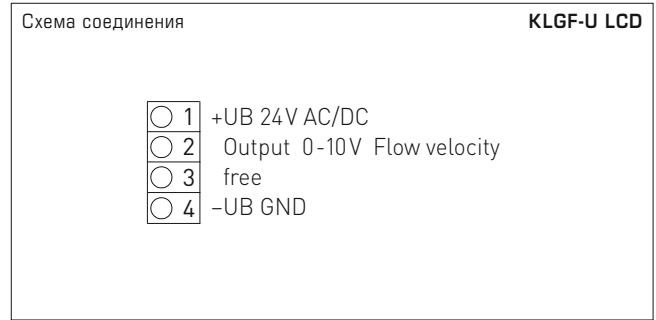 Схема соединения KLGF-U LCD
1 +UB 24V AC/DC
2 Output 0-10V Flow velocity
3 free
4 –UB GND